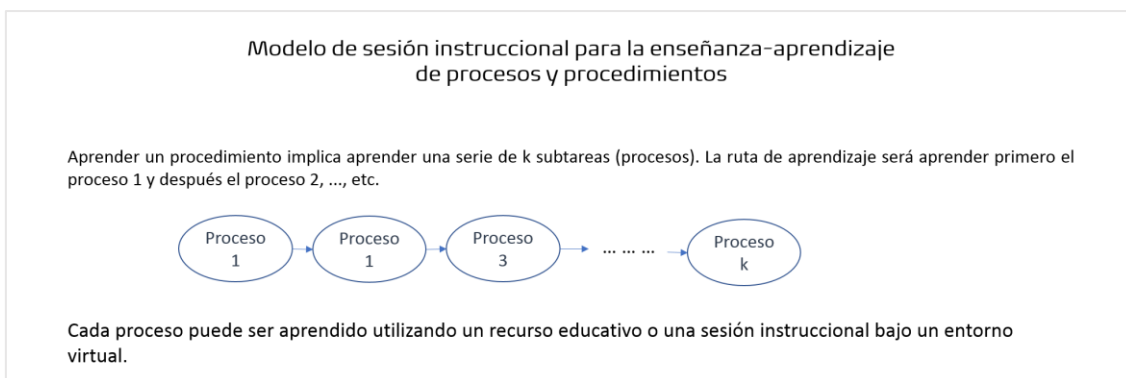 Modelo de sesión instruccional para la enseñanza-aprendizaje
de procesos y procedimientos
Aprender un procedimiento implica aprender una serie de k subtareas (procesos). La ruta de aprendizaje será aprender primero el
proceso 1 y después el proceso 2, ..., etc.
Proceso
1
Proceso
1
Proceso
3
... ... ...
Proceso
k
Cada proceso puede ser aprendido utilizando un recurso educativo o una sesión instruccional bajo un entorno
virtual.